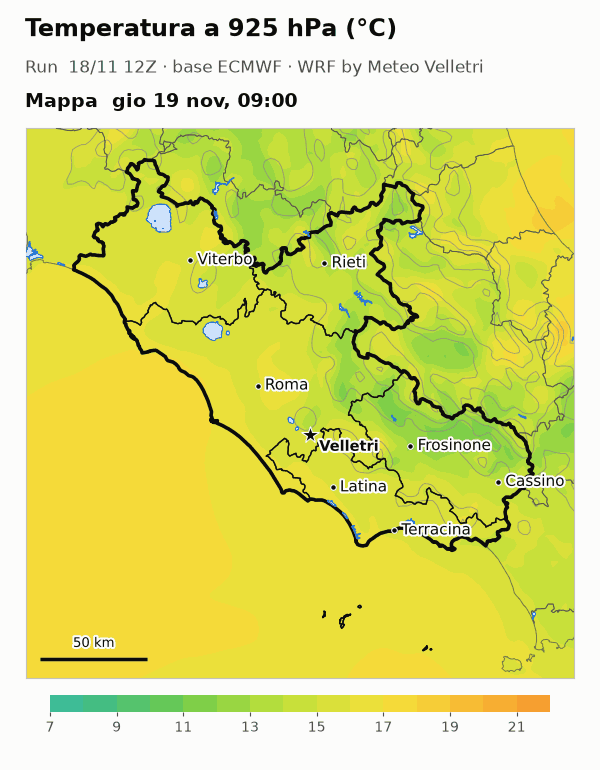 Temperatura a 925 hPa (°C)
Run  18/11 12Z · base ECMWF · WRF by Meteo Velletri
Mappa  gio 19 nov, 09:00
Viterbo
Rieti
Roma
Velletri
Frosinone
Latina
Cassino
Terracina
50 km
7 9 11 13 15 17 19 21